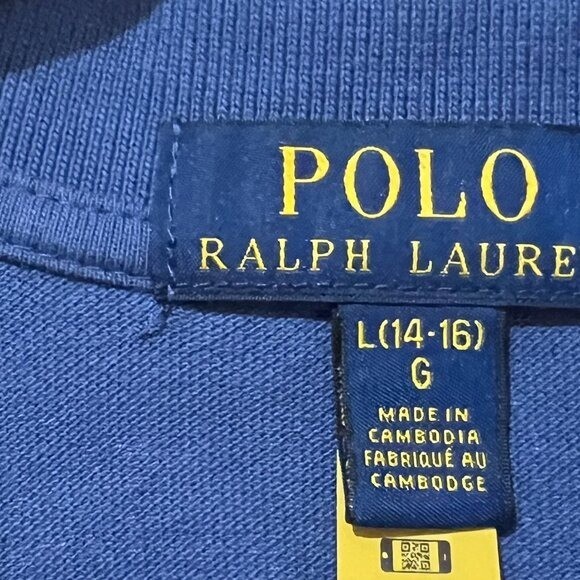 POLO
RALPH LAURE
L(14-16)
G
MADE IN
CAMBODIA
FABRIQUÉ AU
CAMBODGE